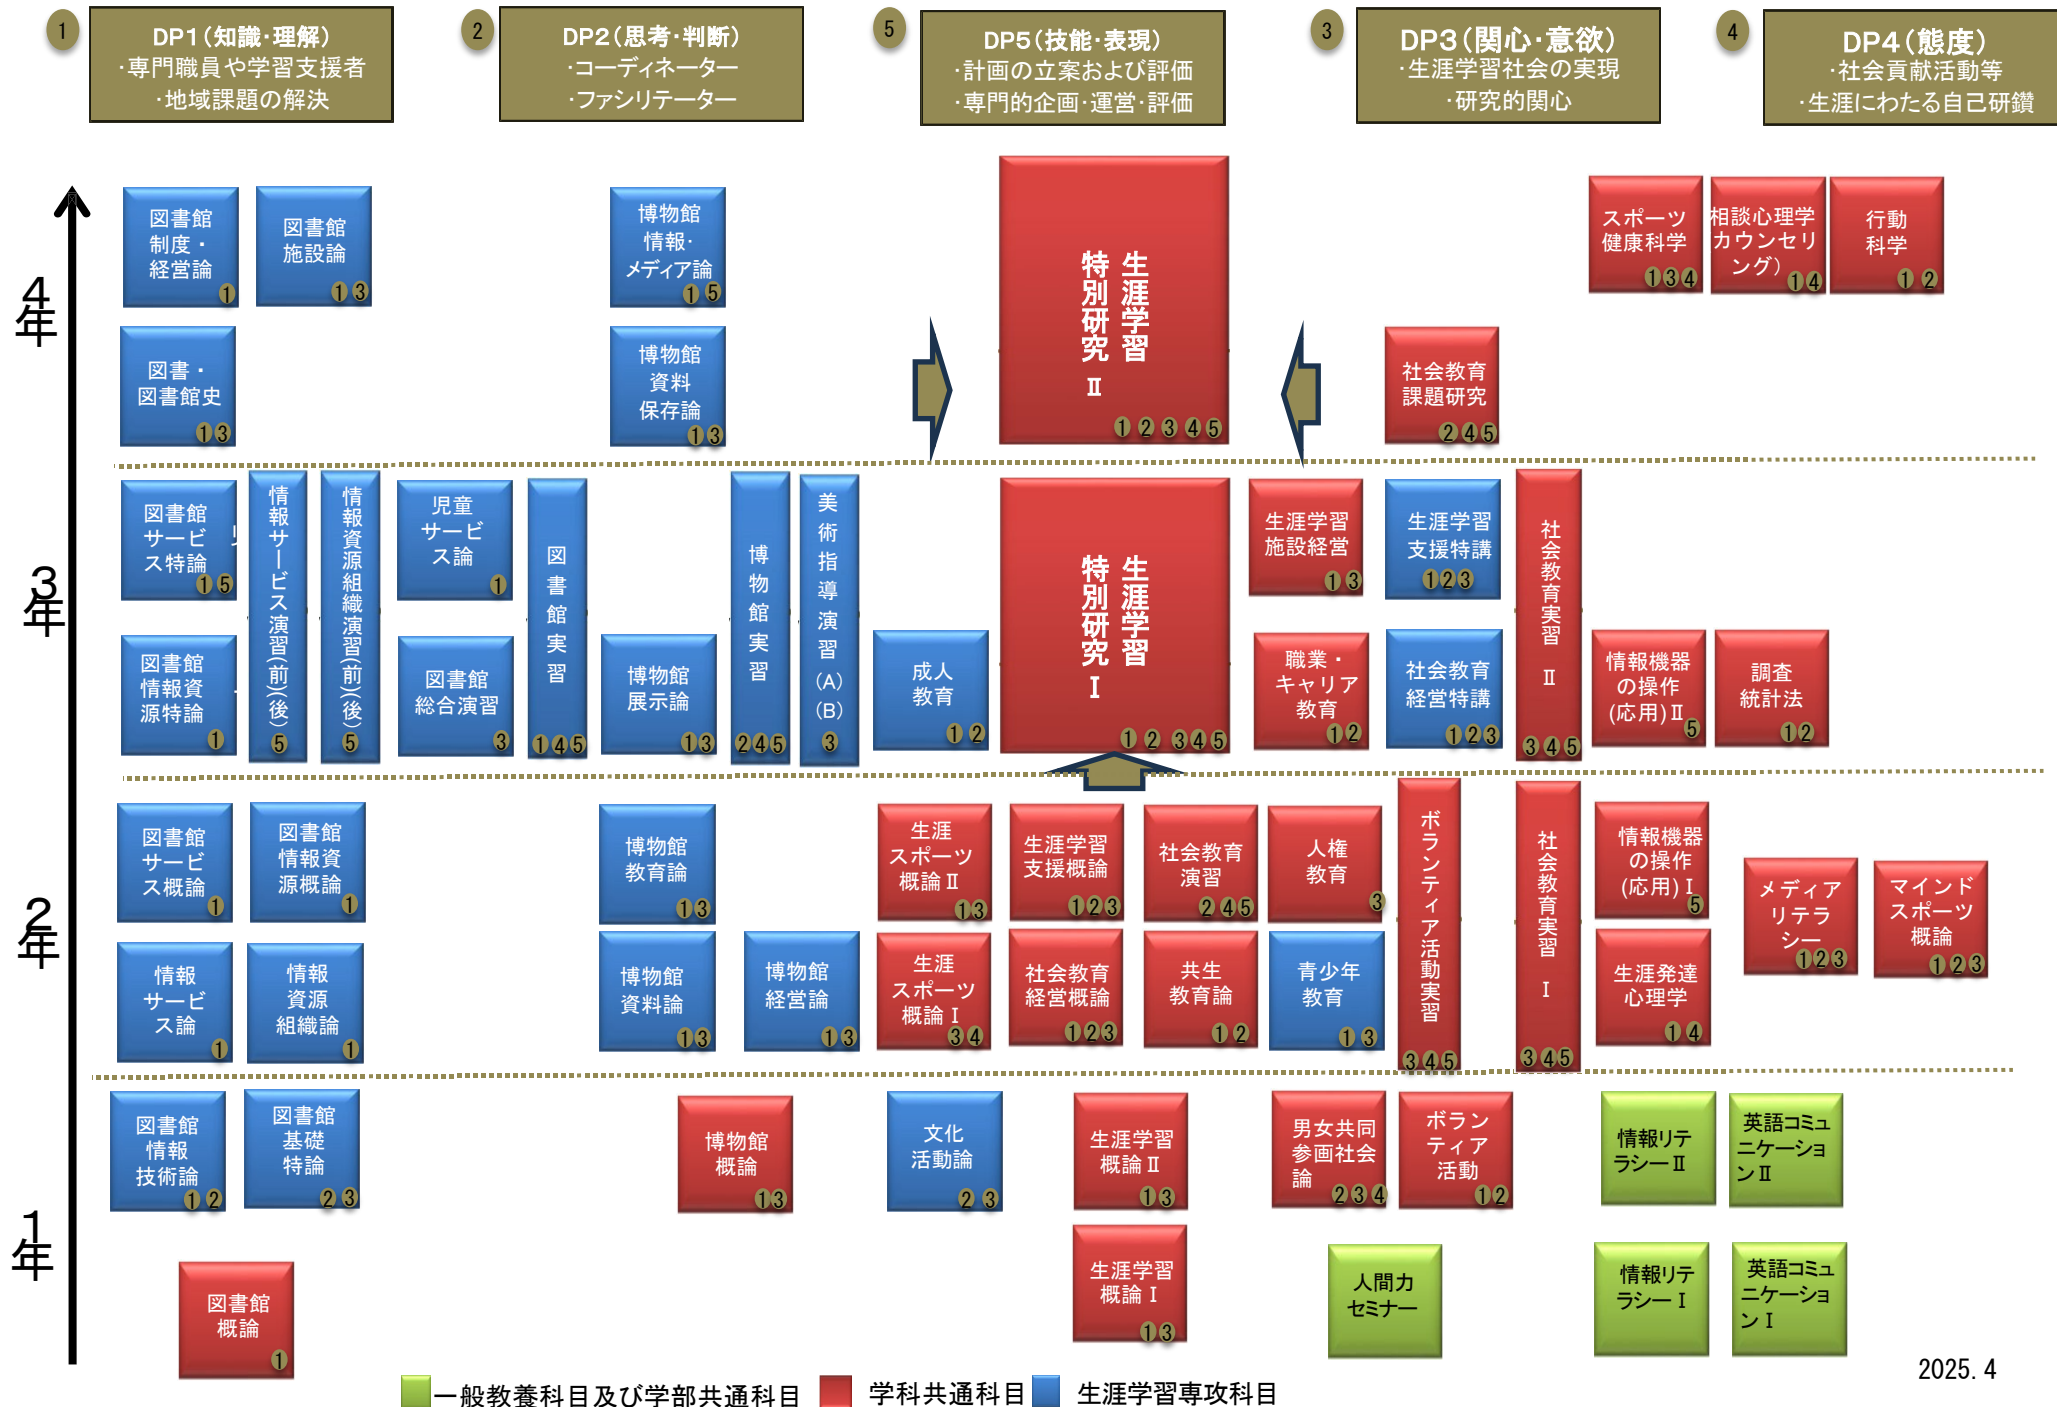 1
DP1(知識･理解)
･専門職員や学習支援者
･地域課題の解決
2
DP2(思考･判断)
･コーディネーター
･ファシリテーター
5
DP5(技能･表現)
･計画の立案および評価
･専門的企画･運営･評価
3
DP3(関心･意欲)
･生涯学習社会の実現
･研究的関心
4
DP4(態度)
･社会貢献活動等
･生涯にわたる自己研鑽
4年
図書館
制度・
経営論
1
図書館
施設論
1 3
博物館
情報･
メディア論
1 5
生涯学習
特別研究 Ⅱ
1 2 3 4 5
スポーツ
健康科学
1 3 4
相談心理学
カウンセリ
ング)
1 4
行動
科学
1 2
図書・
図書館史
1 3
博物館
資料
保存論
1 3
社会教育
課題研究
2 4 5
3年
図書館
サービ
ス特論
1 5
情報サービス演習(前)(後)
5
情報資源組織演習(前)(後)
5
児童
サービ
ス論
1
図書館実習
1 4 5
博物館実習
2 4 5
美術指導演習(A)(B)
3
生涯学習
特別研究 Ⅰ
1 2 3 4 5
生涯学習
施設経営
1 3
生涯学習
支援特講
1 2 3
社会教育実習 Ⅱ
3 4 5
図書館
情報資
源特論
1
図書館
総合演習
3
博物館
展示論
1 3
成人
教育
1 2
職業・
キャリア
教育
1 2
社会教育
経営特講
1 2 3
情報機器
の操作
(応用)Ⅱ
5
調査
統計法
1 2
2年
図書館
サービ
ス概論
1
図書館
情報資
源概論
1
博物館
教育論
1 3
生涯
スポーツ
概論Ⅱ
1 3
生涯学習
支援概論
1 2 3
社会教育
演習
2 4 5
人権
教育
3
ボランティア活動実習
3 4 5
社会教育実習 Ⅰ
3 4 5
情報機器
の操作
(応用)Ⅰ
5
メディア
リテラ
シー
1 2 3
マインド
スポーツ
概論
1 2 3
情報
サービ
ス論
1
情報
資源
組織論
1
博物館
資料論
1 3
博物館
経営論
1 3
生涯
スポーツ
概論Ⅰ
3 4
社会教育
経営概論
1 2 3
共生
教育論
1 2
青少年
教育
1 3
生涯発達
心理学
1 4
1年
図書館
情報
技術論
1 2
図書館
基礎
特論
2 3
博物館
概論
1 3
文化
活動論
2 3
生涯学習
概論Ⅱ
1 3
男女共同
参画社会
論
2 3 4
ボラン
ティア
活動
1 2
情報リテ
ラシーⅡ
英語コミュ
ニケーショ
ンⅡ
図書館
概論
1
生涯学習
概論Ⅰ
1 3
人間力
セミナー
情報リテ
ラシーⅠ
英語コミュ
ニケーショ
ンⅠ
2025.4
一般教養科目及び学部共通科目
学科共通科目
生涯学習専攻科目